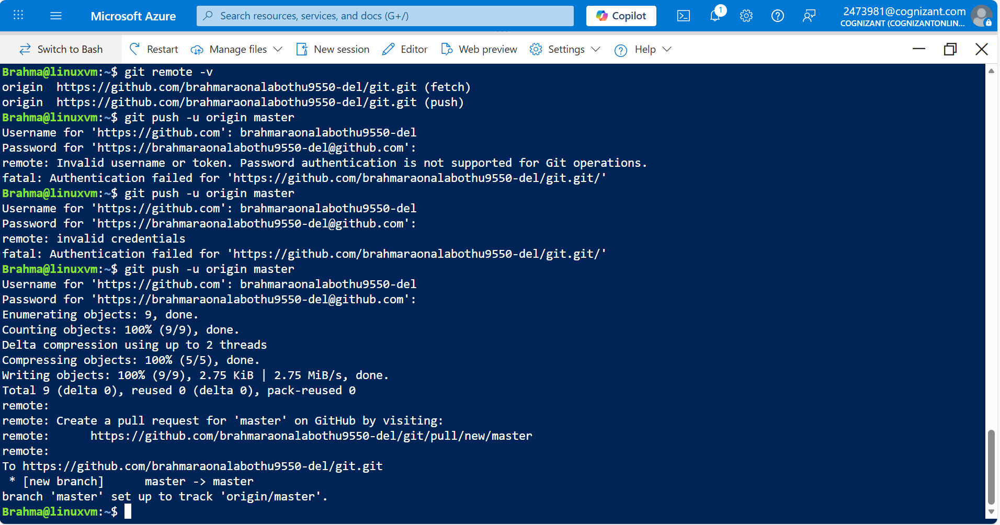 Microsoft Azure
Search resources, services, and docs (G+/)
Copilot
1
2473981@cognizant.com
COGNIZANT (COGNIZANTONLIN...
Switch to Bash
Restart
Manage files
New session
Editor
Web preview
Settings
Help
Brahma@linuxvm:~$ git remote -v
origin  https://github.com/brahmaraonalabothu9550-del/git.git (fetch)
origin  https://github.com/brahmaraonalabothu9550-del/git.git (push)
Brahma@linuxvm:~$ git push -u origin master
Username for 'https://github.com': brahmaraonalabothu9550-del
Password for 'https://brahmaraonalabothu9550-del@github.com':
remote: Invalid username or token. Password authentication is not supported for Git operations.
fatal: Authentication failed for 'https://github.com/brahmaraonalabothu9550-del/git.git/'
Brahma@linuxvm:~$ git push -u origin master
Username for 'https://github.com': brahmaraonalabothu9550-del
Password for 'https://brahmaraonalabothu9550-del@github.com':
remote: invalid credentials
fatal: Authentication failed for 'https://github.com/brahmaraonalabothu9550-del/git.git/'
Brahma@linuxvm:~$ git push -u origin master
Username for 'https://github.com': brahmaraonalabothu9550-del
Password for 'https://brahmaraonalabothu9550-del@github.com':
Enumerating objects: 9, done.
Counting objects: 100% (9/9), done.
Delta compression using up to 2 threads
Compressing objects: 100% (5/5), done.
Writing objects: 100% (9/9), 2.75 KiB | 2.75 MiB/s, done.
Total 9 (delta 0), reused 0 (delta 0), pack-reused 0
remote:
remote: Create a pull request for 'master' on GitHub by visiting:
remote:      https://github.com/brahmaraonalabothu9550-del/git/pull/new/master
remote:
To https://github.com/brahmaraonalabothu9550-del/git.git
 * [new branch]      master -> master
branch 'master' set up to track 'origin/master'.
Brahma@linuxvm:~$